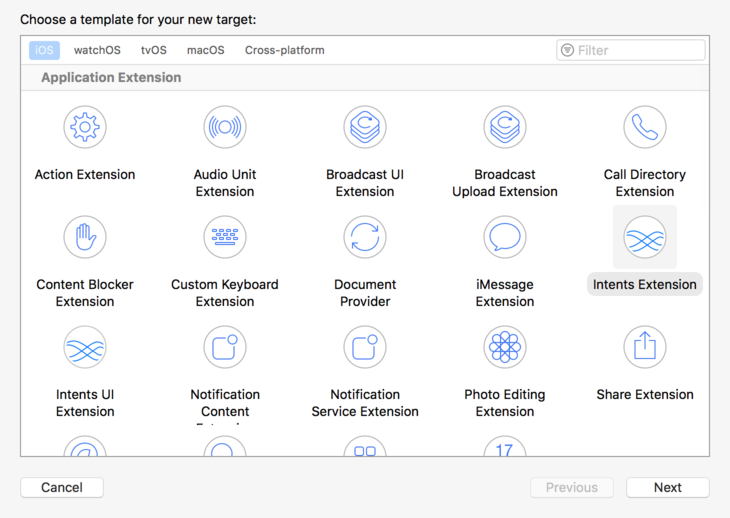 Choose a template for your new target:
iOS watchOS tvOS macOS Cross-platform Filter
Application Extension
Action Extension
Audio Unit
Extension
Broadcast UI
Extension
Broadcast
Upload Extension
Call Directory
Extension
Content Blocker
Extension
Custom Keyboard
Extension
Document
Provider
iMessage
Extension
Intents Extension
Intents UI
Extension
Notification
Content
Notification
Service Extension
Photo Editing
Extension
Share Extension
17
Cancel Previous Next